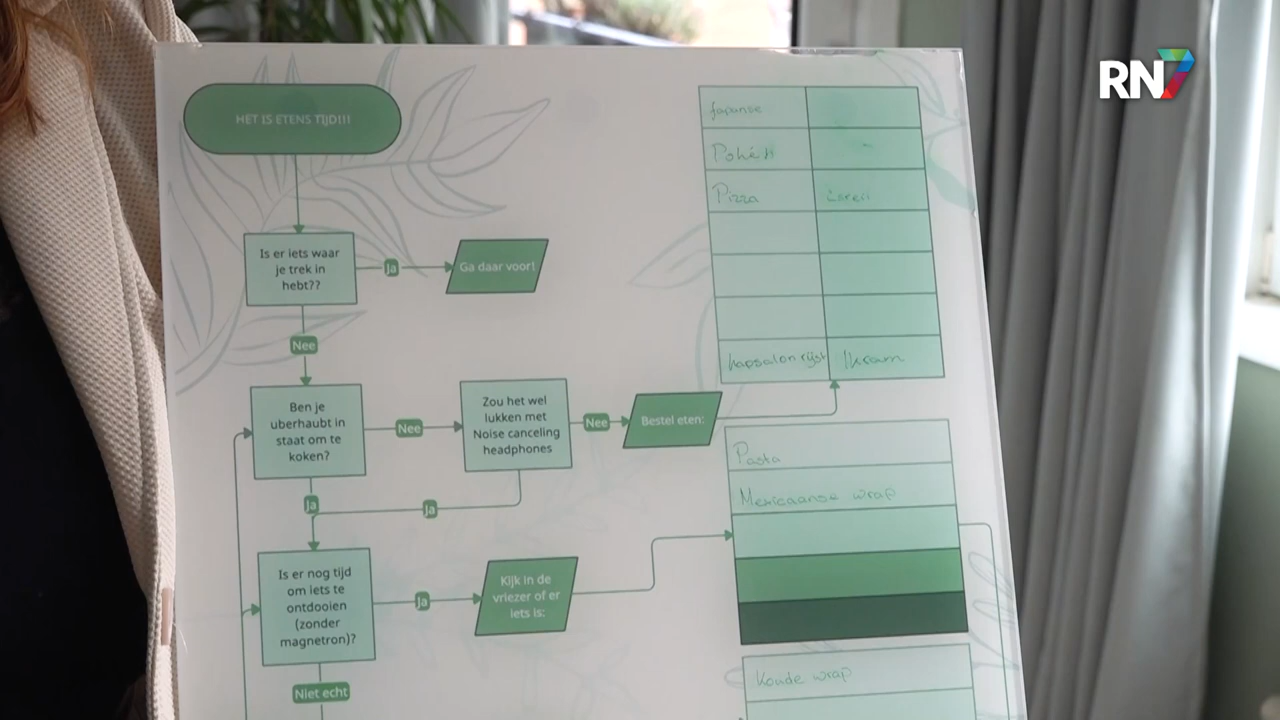 RN7
HET IS ETENS TIJD!!!
Is er iets waar
je trek in
hebt??
Ja
Ga daar voor!
Nee
Ben je
uberhaubt in
staat om te
koken?
Nee
Zou het wel
lukken met
Noise canceling
headphones
Nee
Bestel eten:
Ja
Ja
Is er nog tijd
om iets te
ontdooien
(zonder
magnetron)?
Ja
Kijk in de
vriezer of er
iets is:
Niet echt
Pizza
kapsalon rijst
Pasta
Mexicaanse wrap
Koude wrap